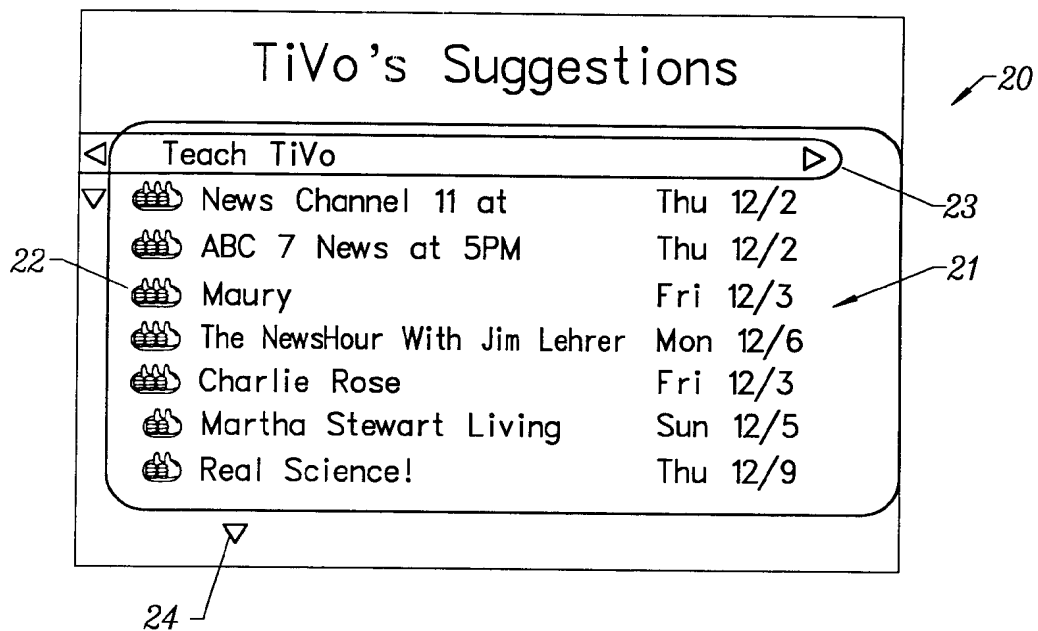 TiVo's Suggestions
20
Teach TiVo
News Channel 11 at Thu 12/2
23
ABC 7 News at 5PM Thu 12/2
22
21
Maury Fri 12/3
The NewsHour With Jim Lehrer Mon 12/6
Charlie Rose Fri 12/3
Martha Stewart Living Sun 12/5
Real Science! Thu 12/9
24